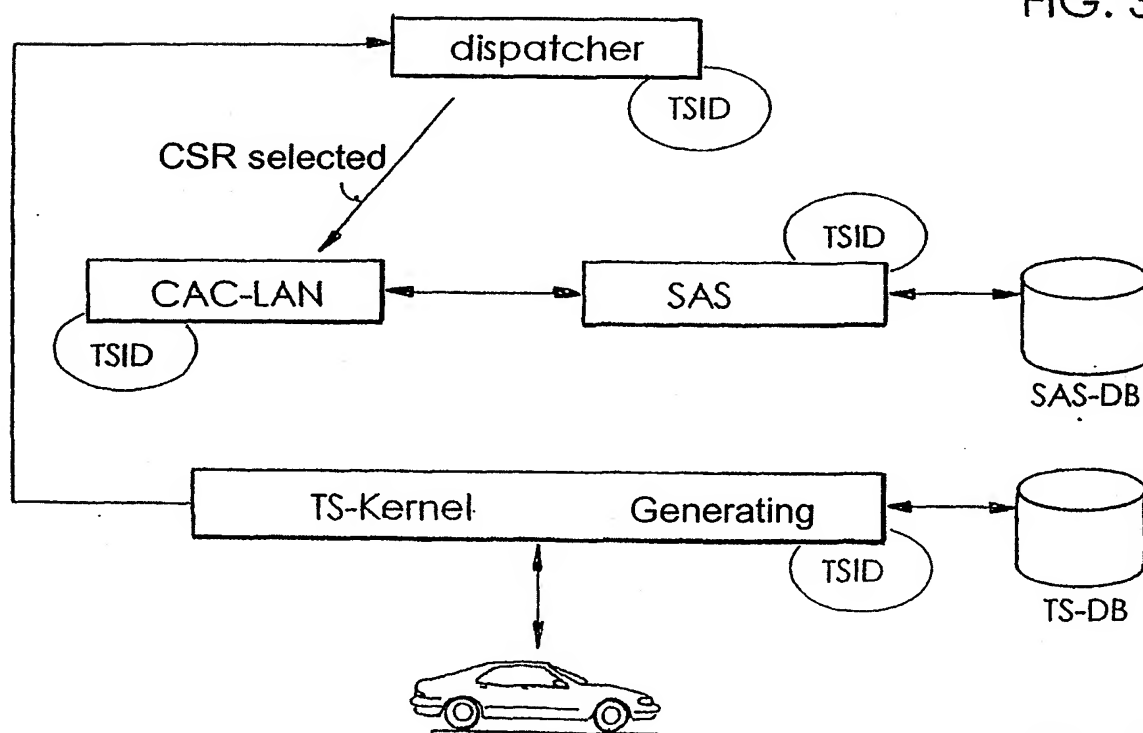 FIG. 3
dispatcher
TSID
CSR selected
TSID
CAC-LAN
SAS
TSID
SAS-DB
TS-Kernel Generating
TSID
TS-DB